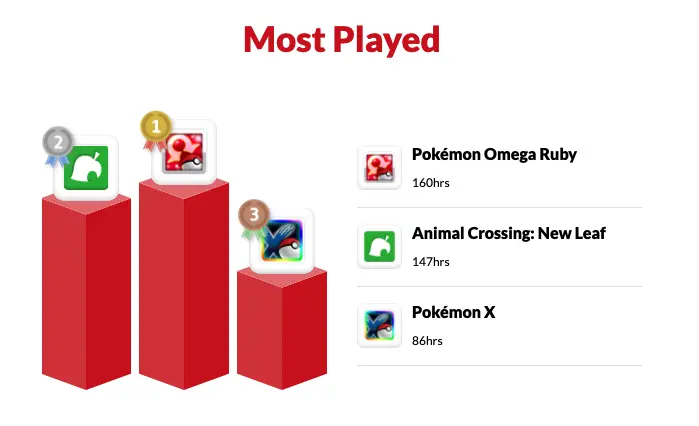 Most Played
2
1
3
Pokémon Omega Ruby
160hrs
Animal Crossing: New Leaf
147hrs
Pokémon X
86hrs